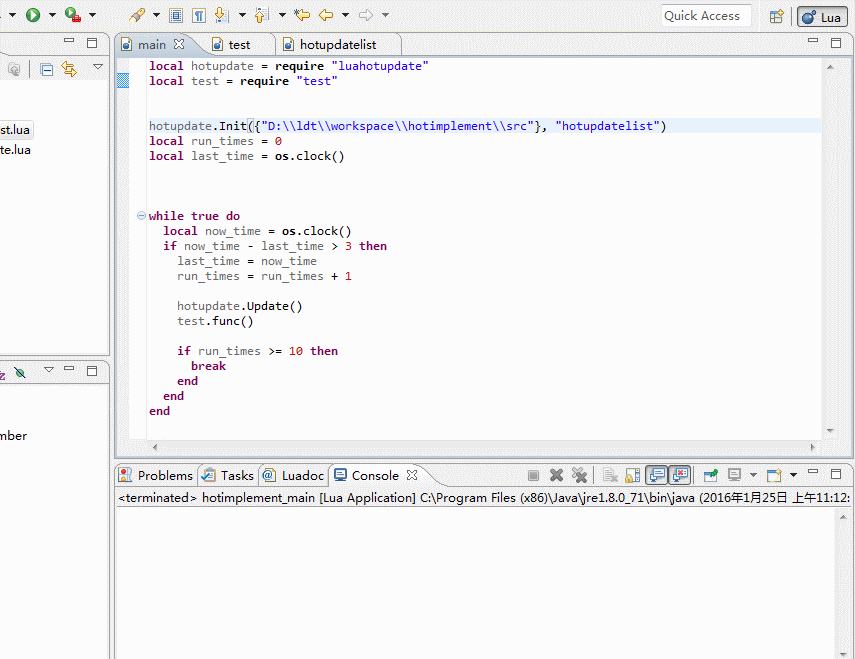 Quick Access
Lua
main
test
hotupdatelist
st.lua
te.lua
local hotupdate = require "luahotupdate"
local test = require "test"
hotupdate.Init({"D:\\ldt\\workspace\\hotimplement\\src"}, "hotupdatelist")
local run_times = 0
local last_time = os.clock()
while true do
local now_time = os.clock()
if now_time - last_time > 3 then
last_time = now_time
run_times = run_times + 1
hotupdate.Update()
test.func()
if run_times >= 10 then
break
end
end
end
mber
Problems
Tasks
Luadoc
Console
<terminated> hotimplement_main [Lua Application] C:\Program Files (x86)\Java\jre1.8.0_71\bin\java (2016年1月25日 上午11:12: